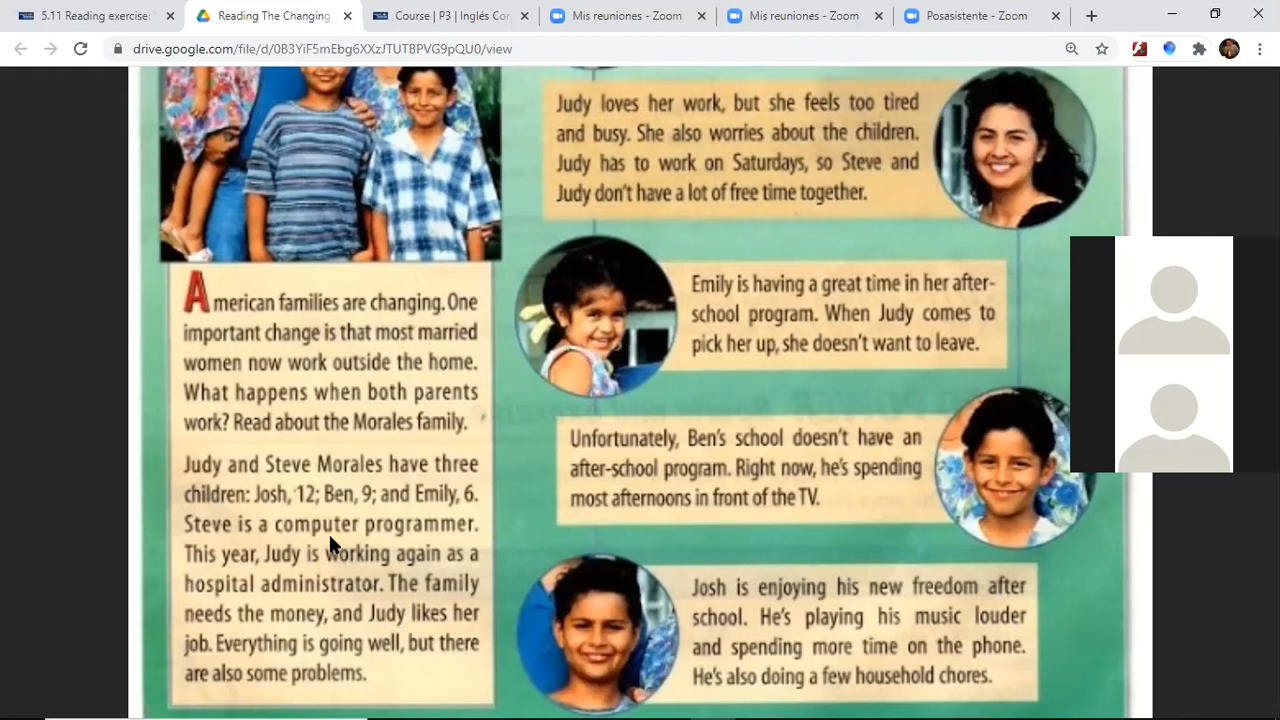 5.11 Reading exercise:
Reading The Changing
Course | P3 | Inglés Cor
Mis reuniones - Zoom
Mis reuniones - Zoom
Posasistente - Zoom
drive.google.com/file/d/0B3YiF5mEbg6XXzJTUTBPVG9pQU0/view
American families are changing. One
important change is that most married
women now work outside the home.
What happens when both parents
work? Read about the Morales family.
Judy and Steve Morales have three
children: Josh, 12; Ben, 9; and Emily, 6.
Steve is a computer programmer.
This year, Judy is working again as a
hospital administrator. The family
needs the money, and Judy likes her
job. Everything is going well, but there
are also some problems.
Judy loves her work, but she feels too tired
and busy. She also worries about the children.
Judy has to work on Saturdays, so Steve and
Judy don't have a lot of free time together.
Emily is having a great time in her after-
school program. When Judy comes to
pick her up, she doesn't want to leave.
Unfortunately, Ben's school doesn't have an
after-school program. Right now, he's spending
most afternoons in front of the TV.
Josh is enjoying his new freedom after
school. He's playing his music louder
and spending more time on the phone.
He's also doing a few household chores.